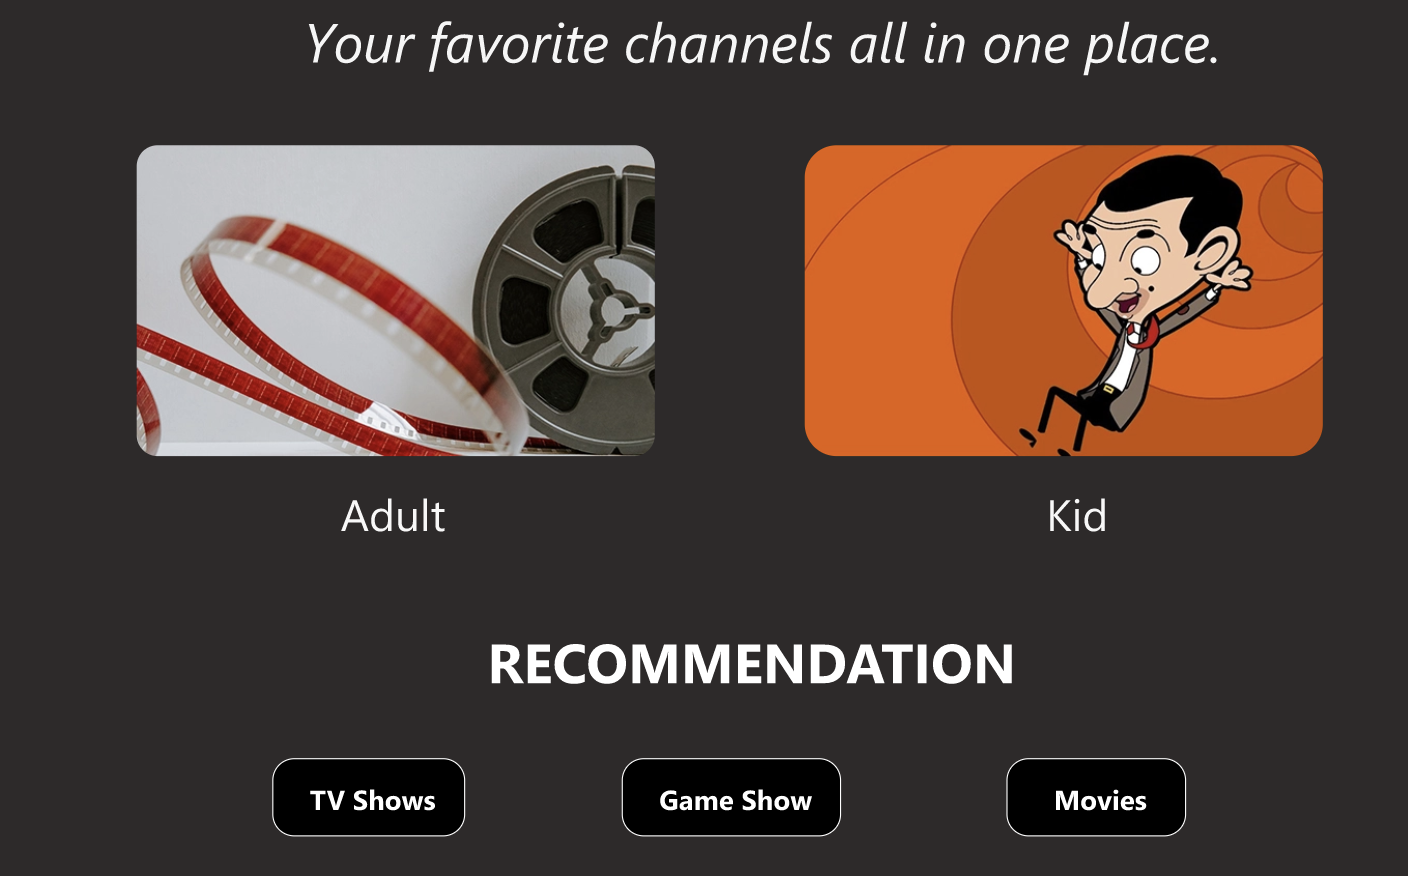 Your favorite channels all in one place.
Adult
Kid
RECOMMENDATION
TV Shows
Game Show
Movies